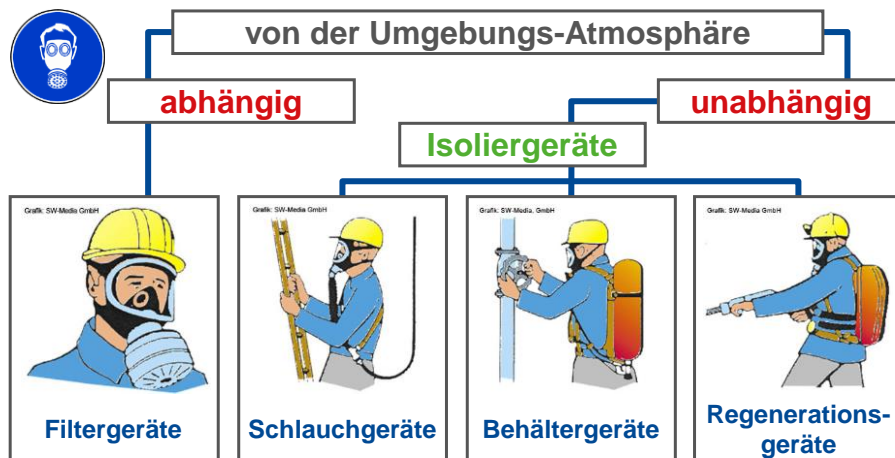 von der Umgebungs-Atmosphäre
abhängig
unabhängig
Isoliergeräte
Grafik: SW-Media GmbH
Grafik: SW-Media GmbH
Grafik: SW-Media, GmbH
Grafik: SW-Media GmbH
Filtergeräte
Schlauchgeräte
Behältergeräte
Regenerations-
geräte